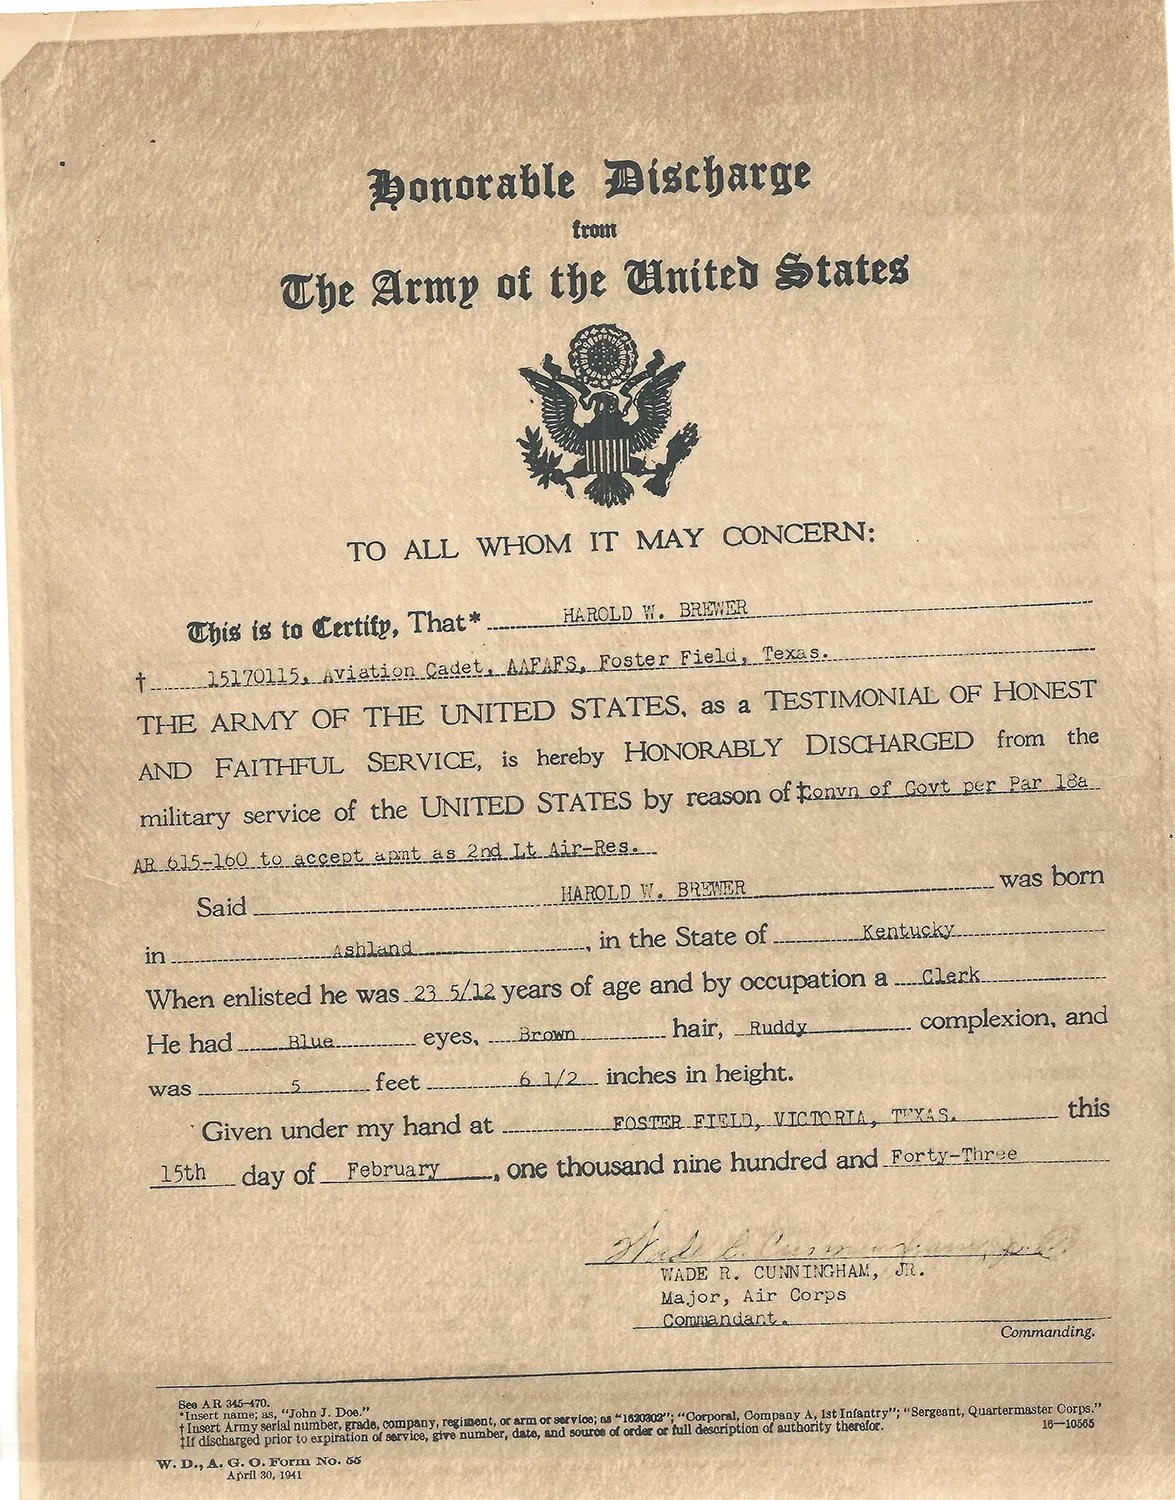 Honorable Discharge
from
The Army of the United States
TO ALL WHOM IT MAY CONCERN:
This is to Certify, That* HAROLD W. BREWER
† 15170115, Aviation Cadet, AAFAFS, Foster Field, Texas.
THE ARMY OF THE UNITED STATES, as a TESTIMONIAL OF HONEST
AND FAITHFUL SERVICE, is hereby HONORABLY DISCHARGED from the
military service of the UNITED STATES by reason of ‡Convn of Govt per Par 18a
AR 615-160 to accept apmt as 2nd Lt Air-Res.
Said HAROLD W. BREWER was born
in Ashland, in the State of Kentucky
When enlisted he was 23 5/12 years of age and by occupation a Clerk
He had Blue eyes, Brown hair, Ruddy complexion, and
was 5 feet 6 1/2 inches in height.
Given under my hand at FOSTER FIELD, VICTORIA, TEXAS. this
15th day of February, one thousand nine hundred and Forty-Three
Wade R. Cunningham, Jr.
WADE R. CUNNINGHAM, JR.
Major, Air Corps
Commandant.
Commanding.
See AR 345-470.
*Insert name; as, "John J. Doe."
†Insert Army serial number, grade, company, regiment, or arm or service; as "1620302"; "Corporal, Company A, 1st Infantry"; "Sergeant, Quartermaster Corps."
‡If discharged prior to expiration of service, give number, date, and source of order or full description of authority therefor. 16—10565
W. D., A. G. O. Form No. 55
April 30, 1941